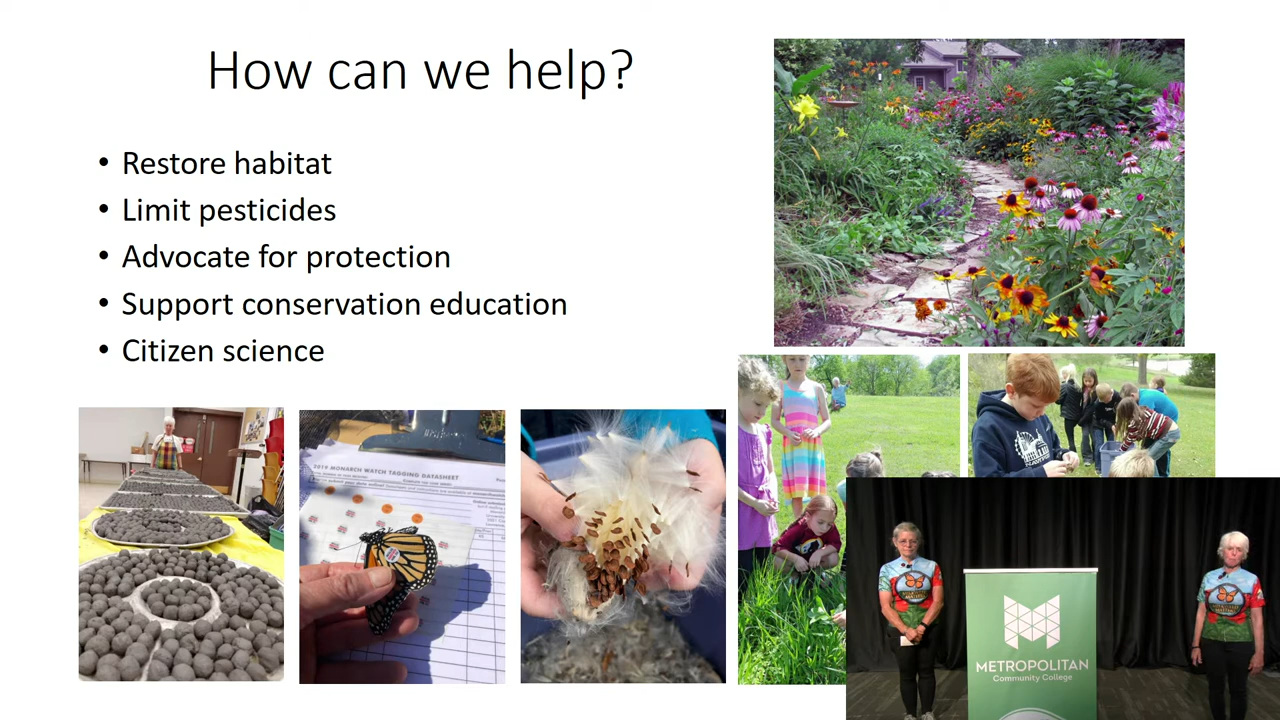 How can we help?
• Restore habitat
• Limit pesticides
• Advocate for protection
• Support conservation education
• Citizen science
2019 MONARCH WATCH TAGGING DATASHEET
METROPOLITAN
Community College